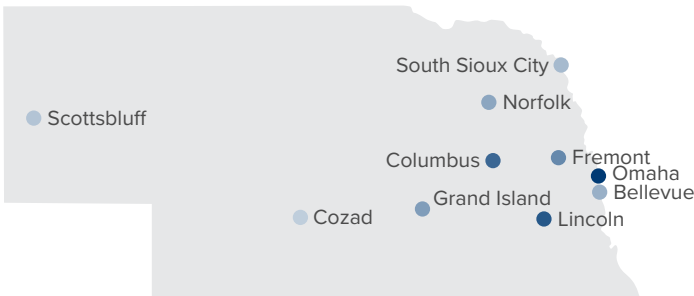 South Sioux City
Norfolk
Scottsbluff
Columbus
Fremont
Omaha
Bellevue
Grand Island
Cozad
Lincoln